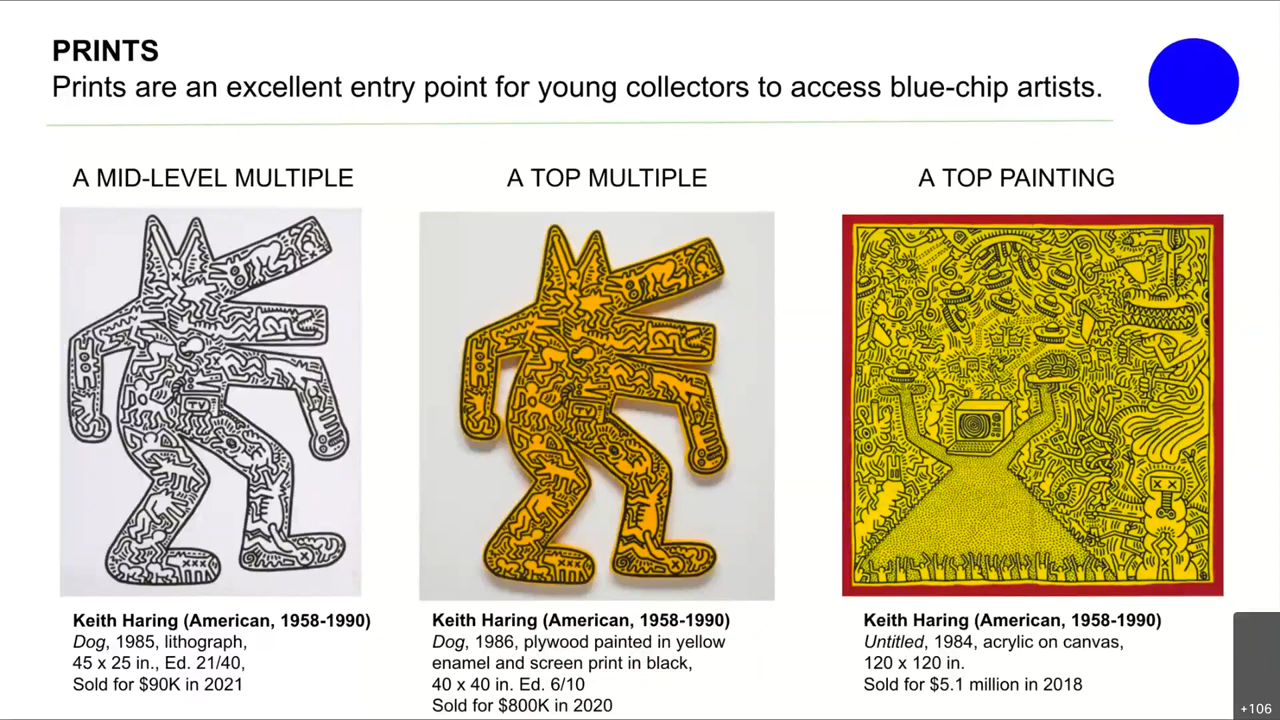 PRINTS
Prints are an excellent entry point for young collectors to access blue-chip artists.
A MID-LEVEL MULTIPLE
A TOP MULTIPLE
A TOP PAINTING
Keith Haring (American, 1958-1990)
Dog, 1985, lithograph,
45 x 25 in., Ed. 21/40,
Sold for $90K in 2021
Keith Haring (American, 1958-1990)
Dog, 1986, plywood painted in yellow
enamel and screen print in black,
40 x 40 in. Ed. 6/10
Sold for $800K in 2020
Keith Haring (American, 1958-1990)
Untitled, 1984, acrylic on canvas,
120 x 120 in.
Sold for $5.1 million in 2018
+106